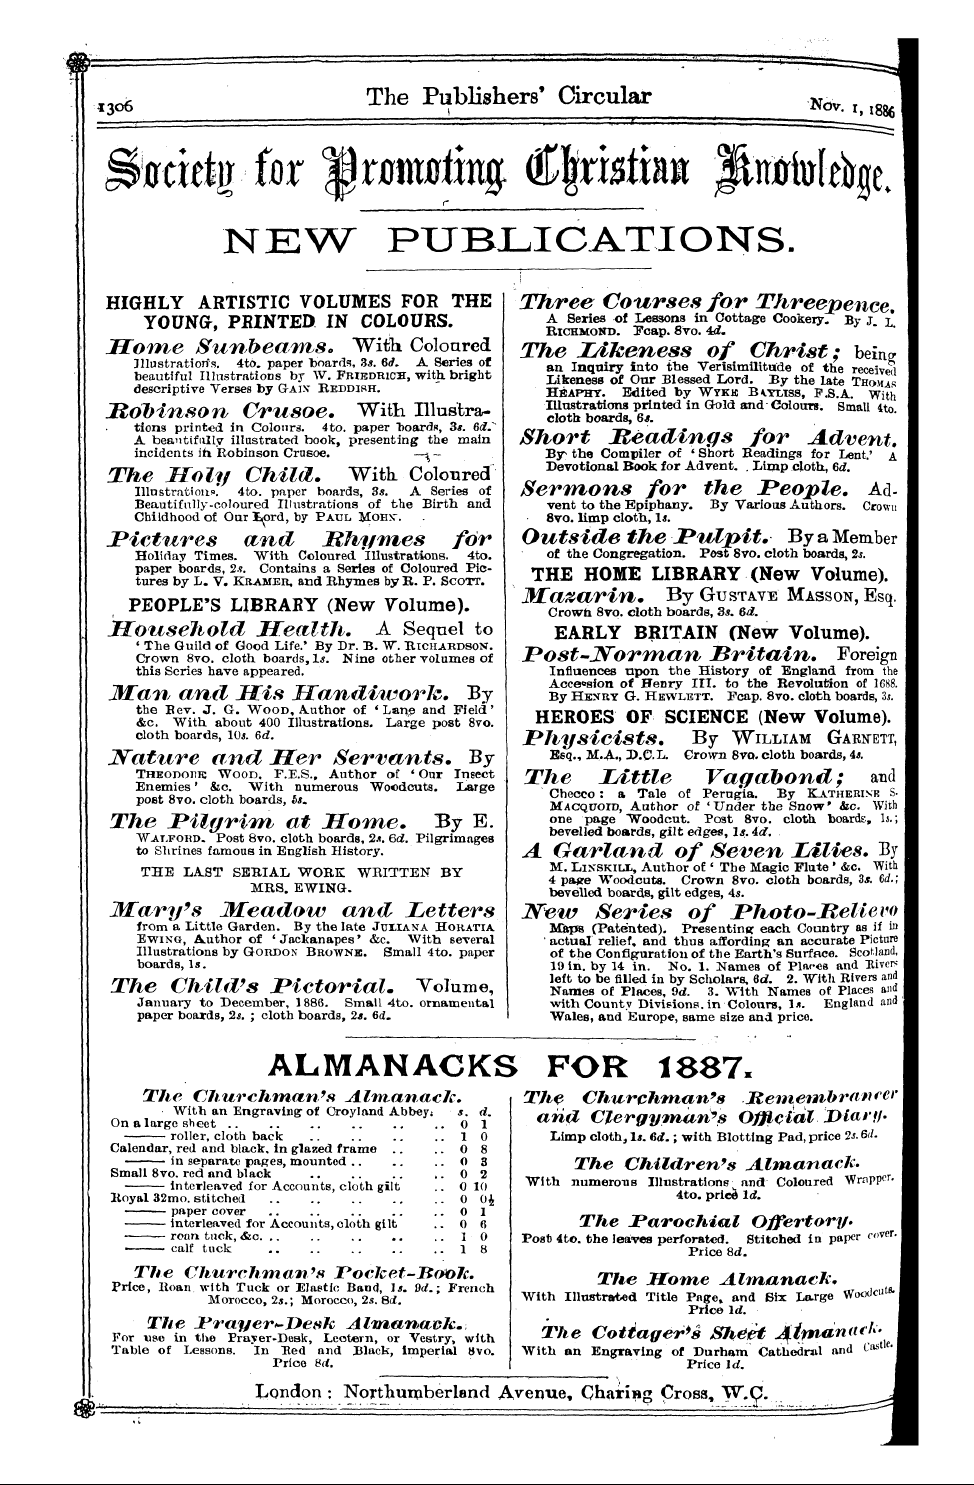 1306
The Publishers' Circular
Nov. 1, 1886
Society for Promoting Christian Knowledge.
NEW PUBLICATIONS.
HIGHLY ARTISTIC VOLUMES FOR THE
YOUNG, PRINTED IN COLOURS.
Home Sunbeams. With Coloured
Illustrations. 4to. paper boards, 3s. 6d. A Series of
beautiful Illustrations by W. FRIEDRICH, with bright
descriptive Verses by GAIN REDDISH.
Robinson Crusoe. With Illustra-
tions printed in Colours. 4to. paper boards, 3s. 6d.
A beautifully illustrated book, presenting the main
incidents in Robinson Crusoe.
The Holy Child. With Coloured
Illustrations. 4to. paper boards, 3s. A Series of
Beautifully-coloured Illustrations of the Birth and
Childhood of Our Lord, by PAUL MOHN.
Pictures and Rhymes for
Holiday Times. With Coloured Illustrations. 4to.
paper boards, 2s. Contains a Series of Coloured Pic-
tures by L. V. KRAMER, and Rhymes by R. P. SCOTT.
PEOPLE'S LIBRARY (New Volume).
Household Health. A Sequel to
'The Guild of Good Life.' By Dr. B. W. RICHARDSON.
Crown 8vo. cloth boards, 1s. Nine other volumes of
this Series have appeared.
Man and His Handiwork. By
the Rev. J. G. WOOD, Author of 'Lane and Field'
&c. With about 400 Illustrations. Large post 8vo.
cloth boards, 10s. 6d.
Nature and Her Servants. By
THEODORE WOOD, F.E.S., Author of 'Our Insect
Enemies' &c. With numerous Woodcuts. Large
post 8vo. cloth boards, 5s.
The Pilgrim at Home. By E.
WALFORD. Post 8vo. cloth boards, 2s. 6d. Pilgrimages
to Shrines famous in English History.
THE LAST SERIAL WORK WRITTEN BY
MRS. EWING.
Mary's Meadow and Letters
from a Little Garden. By the late JULIANA HORATIA
EWING, Author of 'Jackanapes' &c. With several
Illustrations by GORDON BROWNE. Small 4to. paper
boards, 1s.
The Child's Pictorial. Volume,
January to December, 1886. Small 4to. ornamental
paper boards, 2s.; cloth boards, 2s. 6d.
Three Courses for Threepence.
A Series of Lessons in Cottage Cookery. By J. L.
RICHMOND. Fcap. 8vo. 4d.
The Likeness of Christ; being
an Inquiry into the Verisimilitude of the received
Likeness of Our Blessed Lord. By the late THOMAS
HEAPHY. Edited by WYKE BAYLISS, F.S.A. With
Illustrations printed in Gold and Colours. Small 4to.
cloth boards, 6s.
Short Readings for Advent.
By the Compiler of 'Short Readings for Lent.' A
Devotional Book for Advent. Limp cloth, 6d.
Sermons for the People. Ad-
vent to the Epiphany. By Various Authors. Crown
8vo. limp cloth, 1s.
Outside the Pulpit. By a Member
of the Congregation. Post 8vo. cloth boards, 2s.
THE HOME LIBRARY (New Volume).
Mazarin. By GUSTAVE MASSON, Esq.
Crown 8vo. cloth boards, 3s. 6d.
EARLY BRITAIN (New Volume).
Post-Norman Britain. Foreign
Influences upon the History of England from the
Accession of Henry III. to the Revolution of 1688.
By HENRY G. HEWLETT. Fcap. 8vo. cloth boards, 3s.
HEROES OF SCIENCE (New Volume).
Physicists. By WILLIAM GARNETT,
Esq., M.A., D.C.L. Crown 8vo. cloth boards, 4s.
The Little Vagabond; and
Checco: a Tale of Perugia. By KATHERINE S.
MACQUOID, Author of 'Under the Snow' &c. With
one page Woodcut. Post 8vo. cloth boards, 1s.;
bevelled boards, gilt edges, 1s. 4d.
A Garland of Seven Lilies. By
M. LINSKILL, Author of 'The Magic Flute' &c. With
4 page Woodcuts. Crown 8vo. cloth boards, 3s. 6d.;
bevelled boards, gilt edges, 4s.
New Series of Photo-Relievo
Maps (Patented). Presenting each Country as if in
actual relief, and thus affording an accurate Picture
of the Configuration of the Earth's Surface. Scotland,
19 in. by 14 in. No. 1. Names of Places and Rivers
left to be filled in by Scholars, 6d. 2. With Rivers and
Names of Places, 9d. 3. With Names of Places and
with County Divisions, in Colours, 1s. England and
Wales, and Europe, same size and price.
ALMANACKS FOR 1887.
The Churchman's Almanack.
With an Engraving of Croyland Abbey: s. d.
On a large sheet .. .. .. .. .. .. 0 1
—— roller, cloth back .. .. .. .. 1 0
Calendar, red and black, in glazed frame .. .. 0 8
—— in separate pages, mounted .. .. .. 0 3
Small 8vo. red and black .. .. .. .. 0 2
—— interleaved for Accounts, cloth gilt .. 0 10
Royal 32mo. stitched .. .. .. .. .. 0 0½
—— paper cover .. .. .. .. .. 0 1
—— interleaved for Accounts, cloth gilt .. 0 6
—— roan tuck, &c. .. .. .. .. .. 1 0
—— calf tuck .. .. .. .. .. 1 8
The Churchman's Pocket-Book.
Price, Roan with Tuck or Elastic Band, 1s. 9d.; French
Morocco, 2s.; Morocco, 2s. 8d.
The Prayer-Desk Almanack.
For use in the Prayer-Desk, Lectern, or Vestry, with
Table of Lessons. In Red and Black, Imperial 8vo.
Price 8d.
The Churchman's Remembrancer
and Clergyman's Official Diary.
Limp cloth, 1s. 6d.; with Blotting Pad, price 2s. 6d.
The Children's Almanack.
With numerous Illustrations and Coloured Wrapper.
4to. price 1d.
The Parochial Offertory.
Post 4to. the leaves perforated. Stitched in paper cover.
Price 8d.
The Home Almanack.
With Illustrated Title Page, and Six Large Woodcuts.
Price 1d.
The Cottager's Sheet Almanack.
With an Engraving of Durham Cathedral and Castle.
Price 1d.
London: Northumberland Avenue, Charing Cross, W.C.